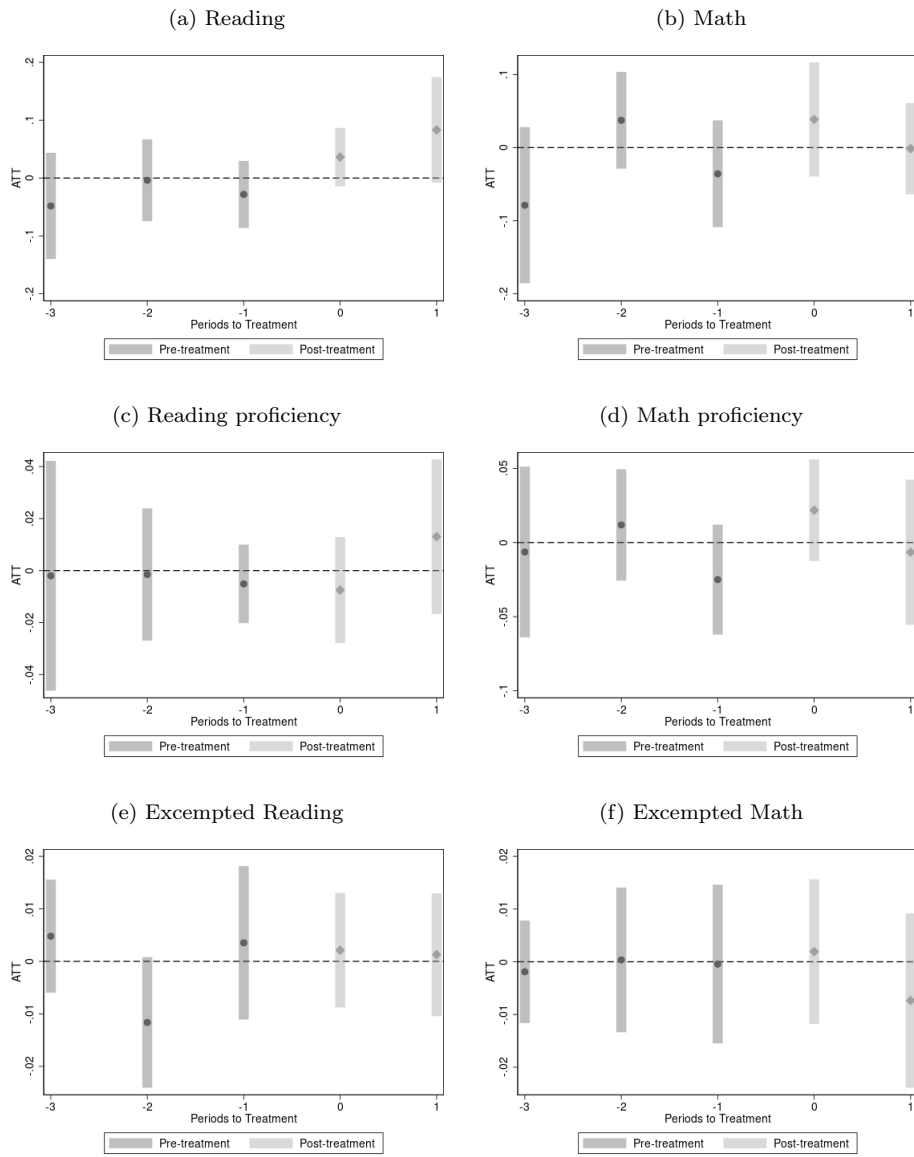 (a) Reading
(b) Math
ATT
.2
.1
0
-.1
-.2
-3 -2 -1 0 1
Periods to Treatment
Pre-treatment Post-treatment
ATT
.1
0
-.1
-.2
-3 -2 -1 0 1
Periods to Treatment
Pre-treatment Post-treatment
(c) Reading proficiency
(d) Math proficiency
ATT
.04
.02
0
-.02
-.04
-3 -2 -1 0 1
Periods to Treatment
Pre-treatment Post-treatment
ATT
.05
0
-.05
-.1
-3 -2 -1 0 1
Periods to Treatment
Pre-treatment Post-treatment
(e) Excempted Reading
(f) Excempted Math
ATT
.02
.01
0
-.01
-.02
-3 -2 -1 0 1
Periods to Treatment
Pre-treatment Post-treatment
ATT
.02
.01
0
-.01
-.02
-3 -2 -1 0 1
Periods to Treatment
Pre-treatment Post-treatment